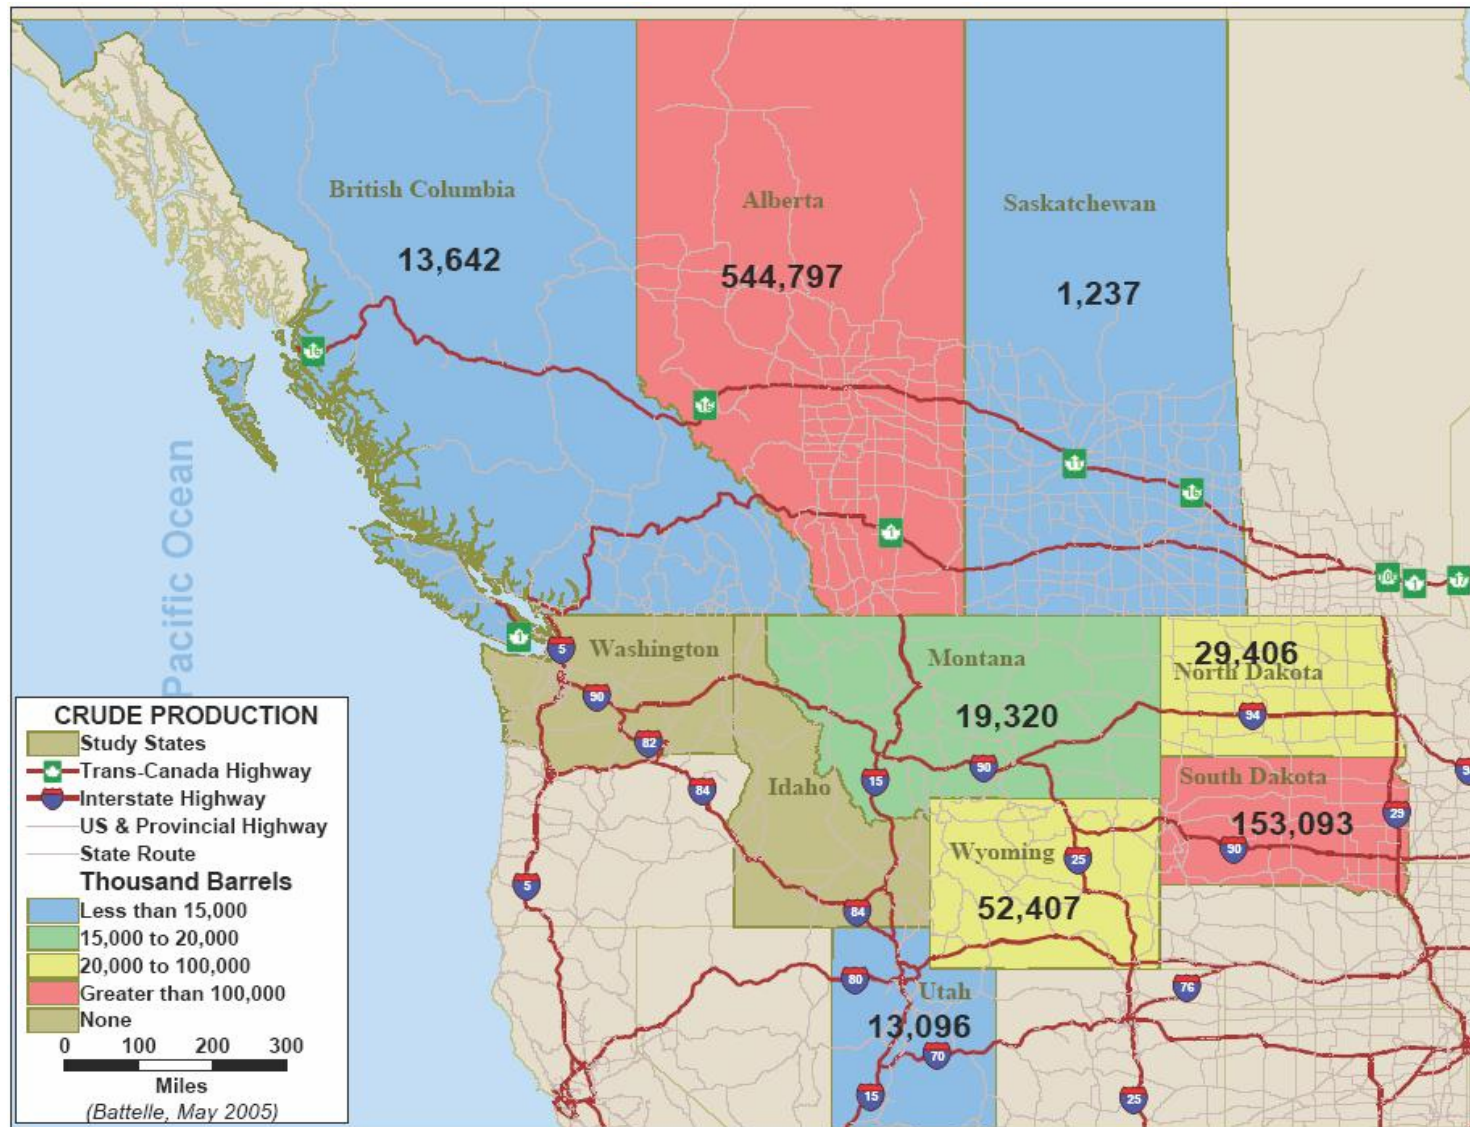 British Columbia
13,642
Alberta
544,797
Saskatchewan
1,237
16
16
1
16
1
1
Pacific Ocean
5
Washington
90
82
84
5
Idaho
84
Montana
19,320
15
90
29,406
North Dakota
94
South Dakota
153,093
90
29
Wyoming
25
52,407
Utah
13,096
80
70
15
76
25
CRUDE PRODUCTION
Study States
Trans-Canada Highway
Interstate Highway
US & Provincial Highway
State Route
Thousand Barrels
Less than 15,000
15,000 to 20,000
20,000 to 100,000
Greater than 100,000
None
0 100 200 300
Miles
(Battelle, May 2005)